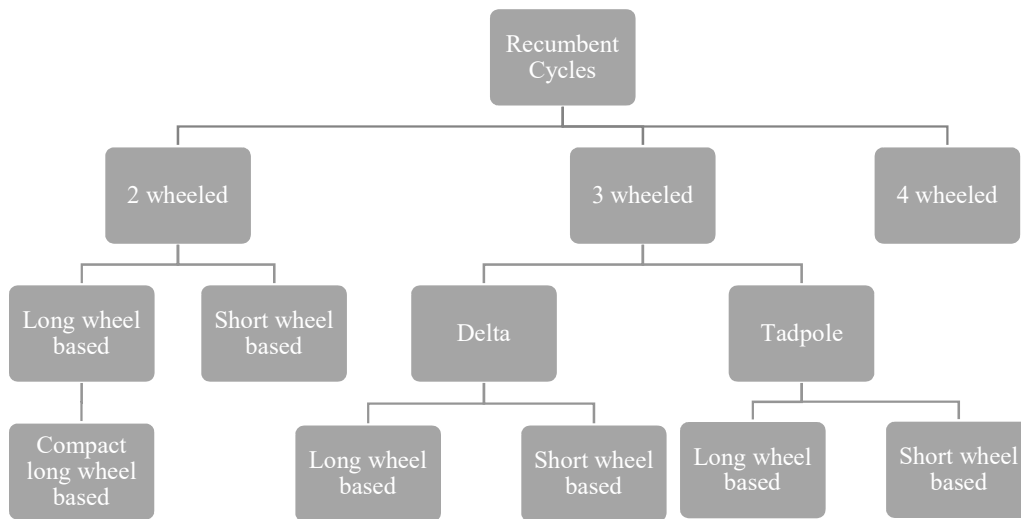 Recumbent
Cycles
2 wheeled
3 wheeled
4 wheeled
Long wheel
based
Short wheel
based
Delta
Tadpole
Compact
long wheel
based
Long wheel
based
Short wheel
based
Long wheel
based
Short wheel
based